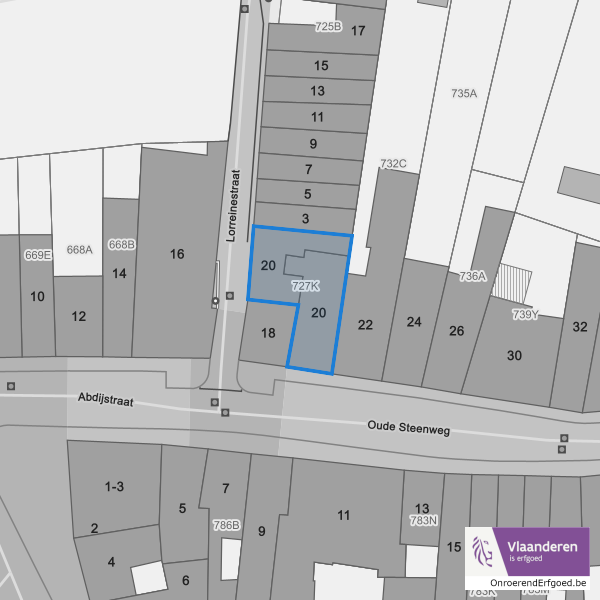 725B
17
15
13
735A
11
9
732C
7
5
Lorreinestraat
3
668B
669E
668A
16
20
14
736A
727K
10
12
20
739Y
18
22
24
26
32
30
Abdijstraat
Oude Steenweg
1-3
7
5
11
13
783N
786B
2
9
15
4
6
Vlaanderen
is erfgoed
OnroerendErfgoed.be